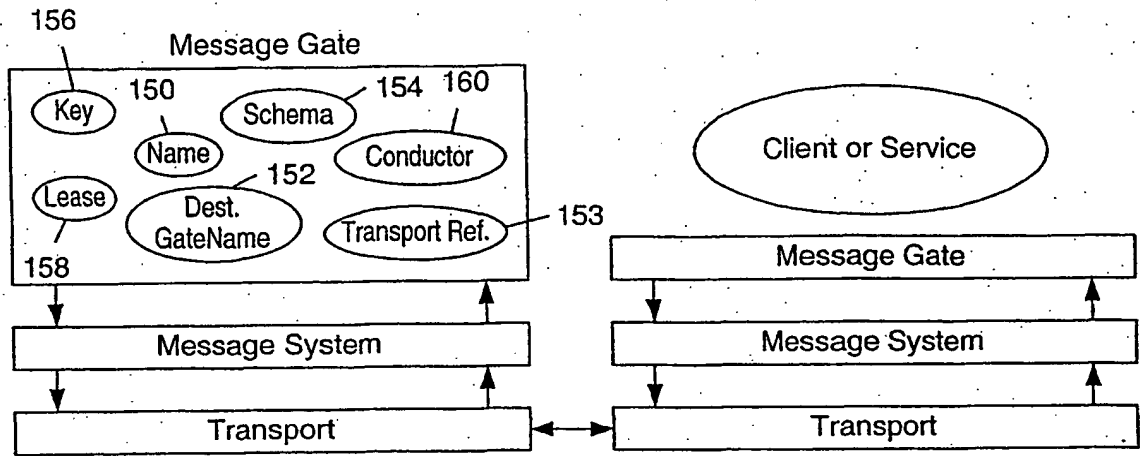 156
Message Gate
150
154
160
Key
Schema
Name
Conductor
Client or Service
Lease
152
Dest.
GateName
Transport Ref.
153
158
Message Gate
Message System
Message System
Transport
Transport